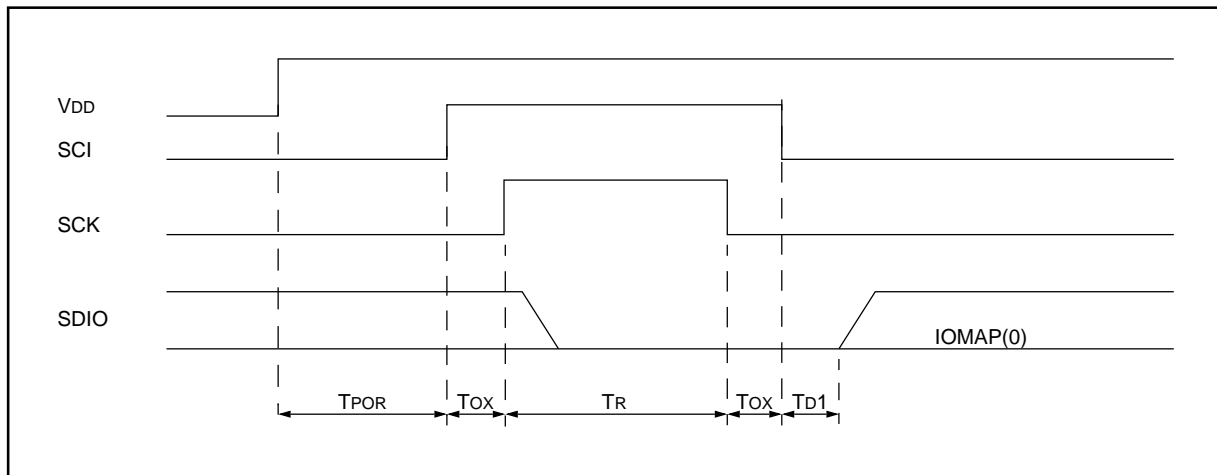 VDD
SCI
SCK
SDIO
IOMAP(0)
TPOR TOX TR TOX TD1